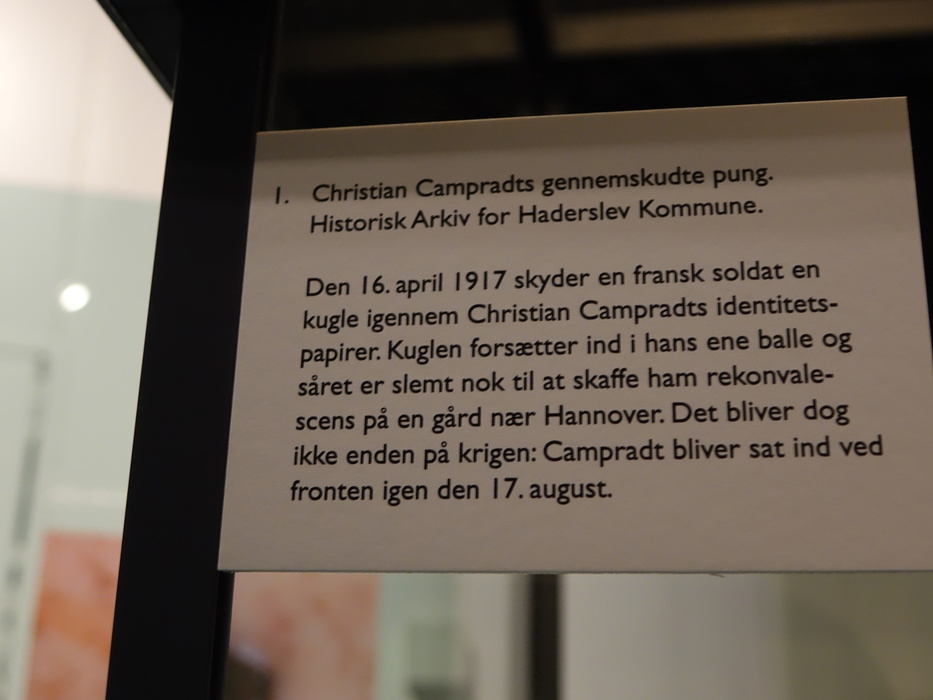 1. Christian Campradts gennemskudte pung.
Historisk Arkiv for Haderslev Kommune.
Den 16. april 1917 skyder en fransk soldat en
kugle igennem Christian Campradts identitets-
papirer. Kuglen forsætter ind i hans ene balle og
såret er slemt nok til at skaffe ham rekonvale-
scens på en gård nær Hannover. Det bliver dog
ikke enden på krigen: Campradt bliver sat ind ved
fronten igen den 17. august.